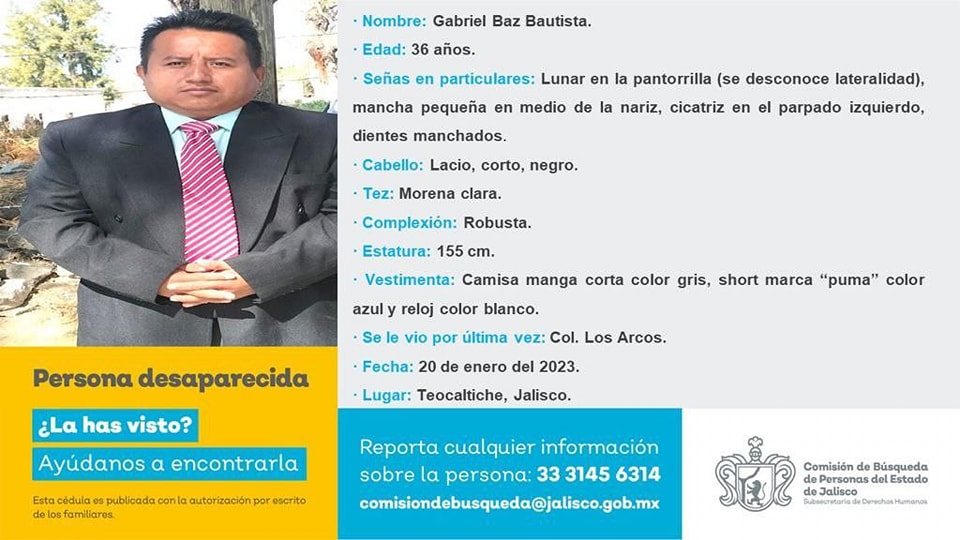 · Nombre: Gabriel Baz Bautista.
· Edad: 36 años.
· Señas en particulares: Lunar en la pantorrilla (se desconoce lateralidad),
mancha pequeña en medio de la nariz, cicatriz en el parpado izquierdo,
dientes manchados.
· Cabello: Lacio, corto, negro.
· Tez: Morena clara.
· Complexión: Robusta.
· Estatura: 155 cm.
· Vestimenta: Camisa manga corta color gris, short marca “puma” color
azul y reloj color blanco.
· Se le vio por última vez: Col. Los Arcos.
· Fecha: 20 de enero del 2023.
· Lugar: Teocaltiche, Jalisco.
Persona desaparecida
¿La has visto?
Ayúdanos a encontrarla
Esta cédula es publicada con la autorización por escrito
de los familiares.
Reporta cualquier información
sobre la persona: 33 3145 6314
comisiondebusqueda@jalisco.gob.mx
Comisión de Búsqueda
de Personas del Estado
de Jalisco
Subsecretaría de Derechos Humanos